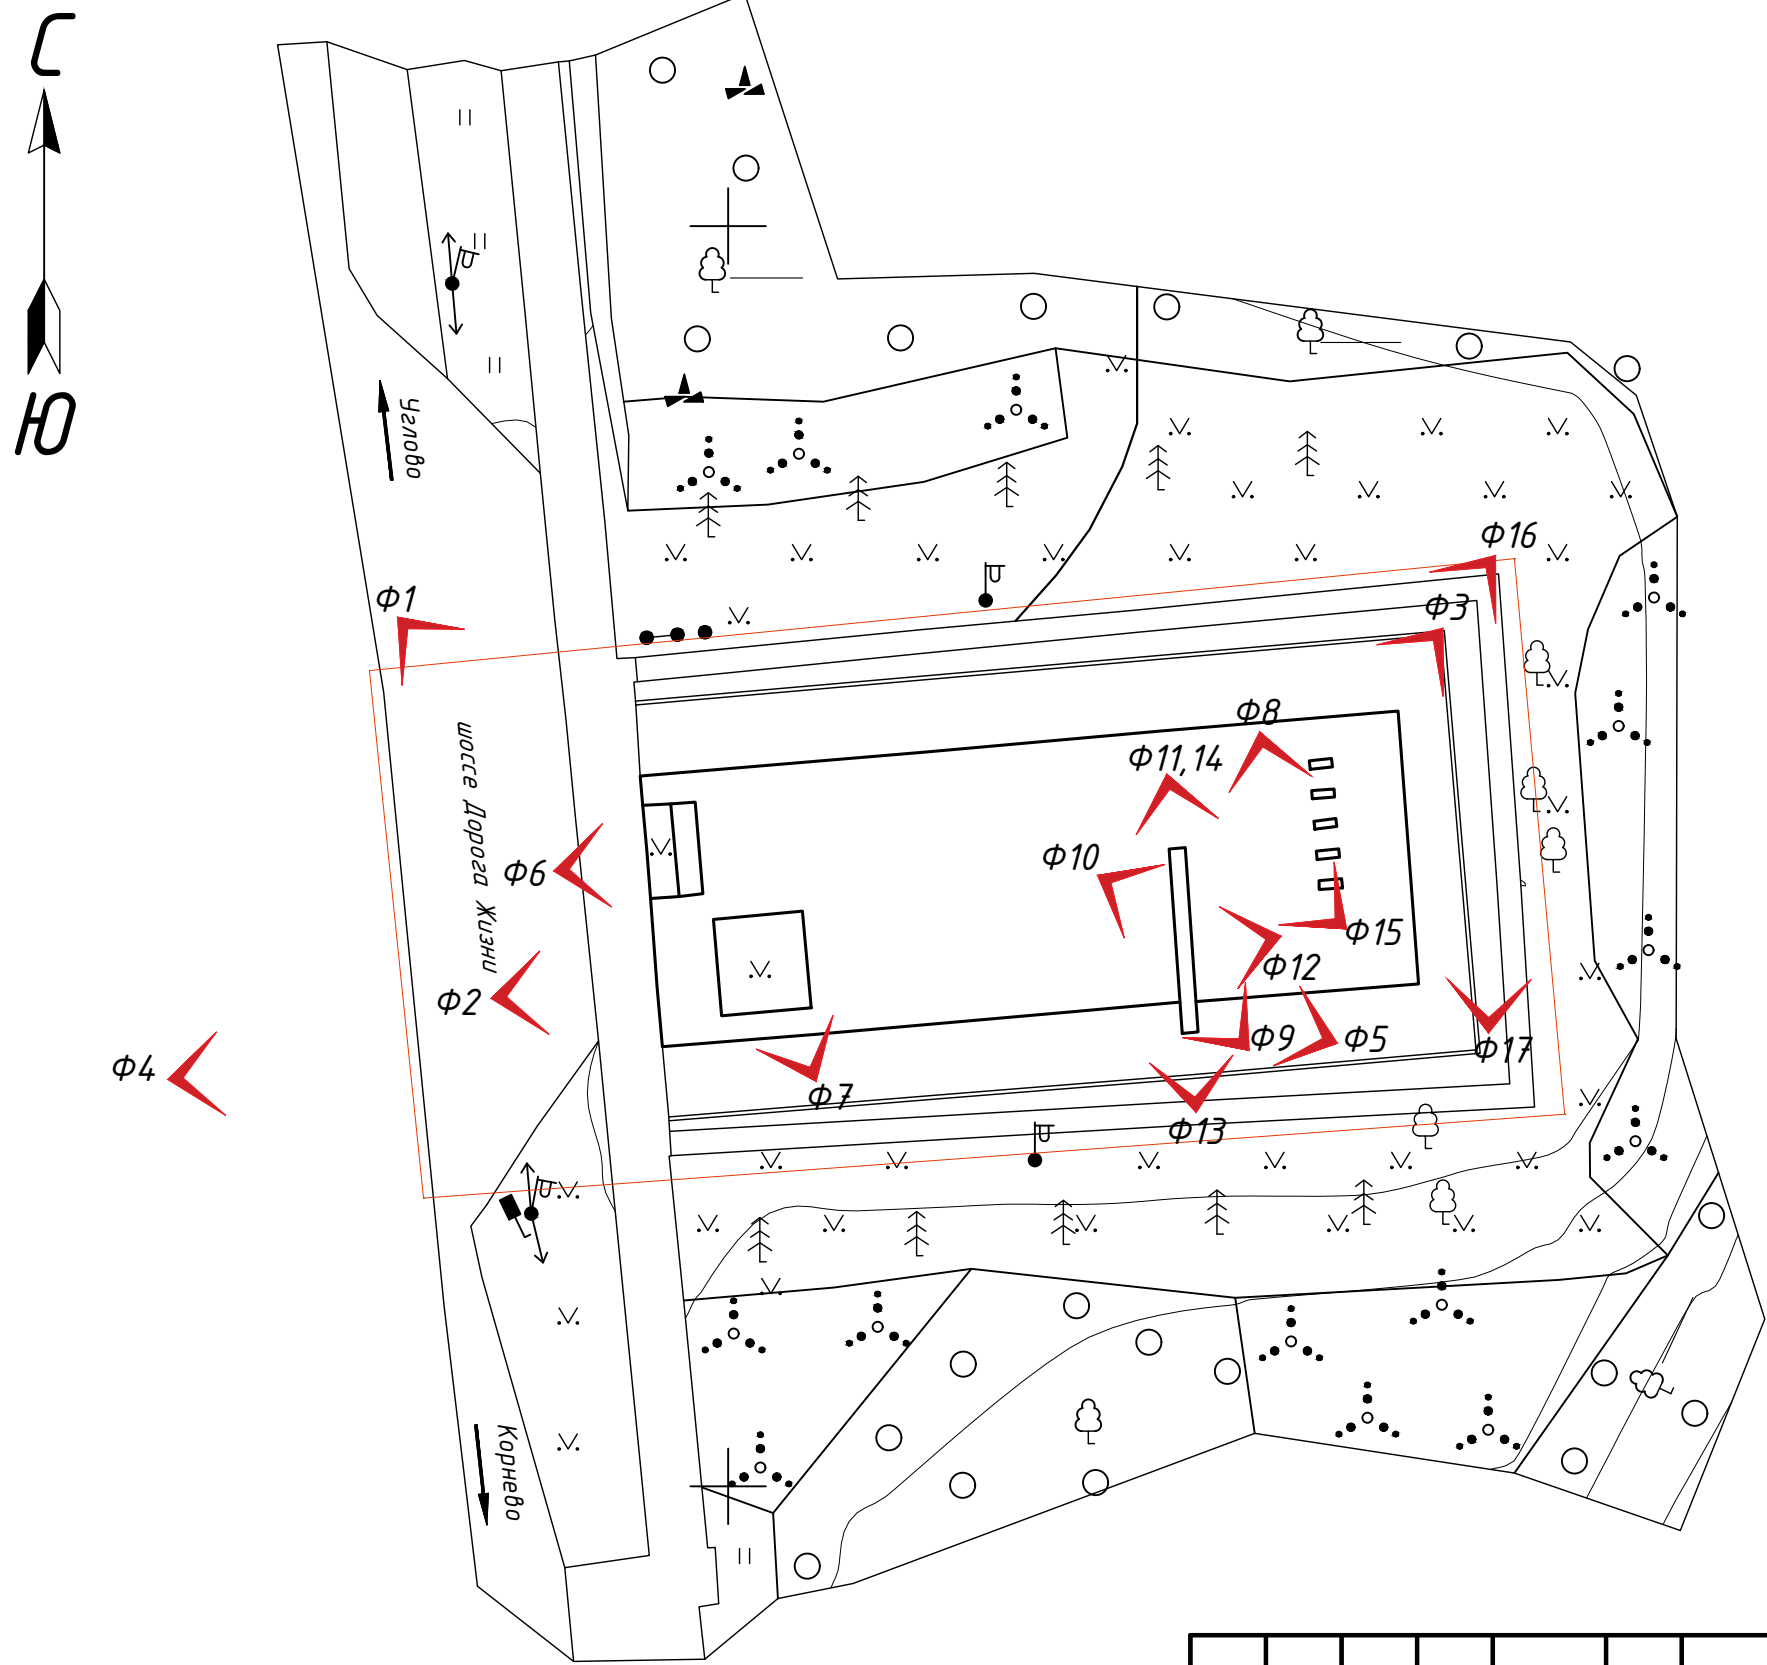 С
Ю
Углово
Ф16
Ф1
Ф3
Ф8
шоссе Дорога Жизни
Ф11,14
Ф10
Ф6
Ф15
Ф12
Ф2
Ф9
Ф5
Ф17
Ф4
Ф7
Ф13
Корнево